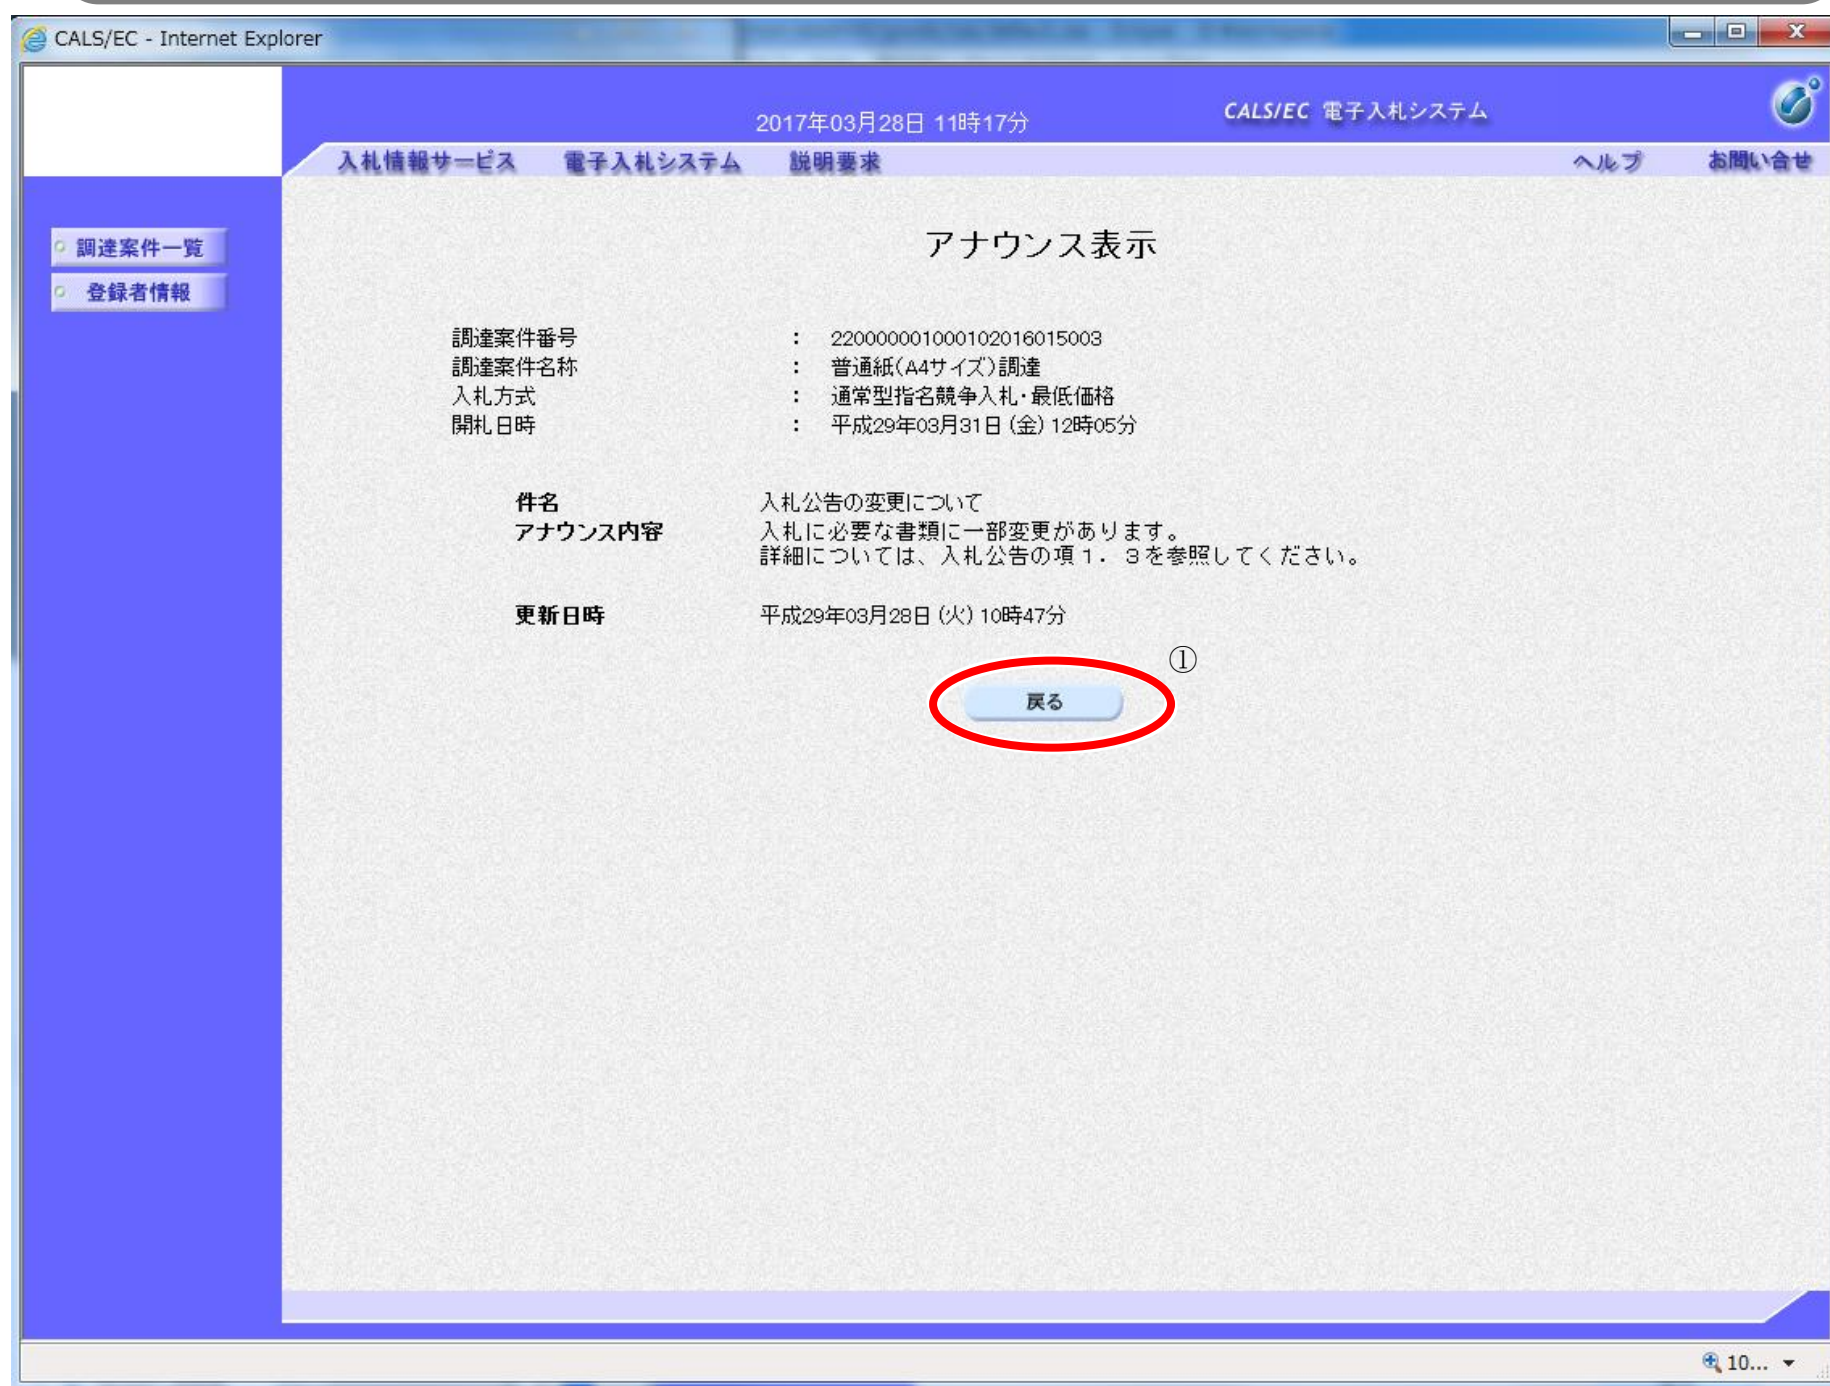 CALS/EC - Internet Explorer
2017年03月28日 11時17分
CALS/EC 電子入札システム
入札情報サービス 電子入札システム 説明要求 ヘルプ お問い合せ
調達案件一覧
登録者情報
アナウンス表示
調達案件番号 : 220000001000102016015003
調達案件名称 : 普通紙(A4サイズ)調達
入札方式 : 通常型指名競争入札・最低価格
開札日時 : 平成29年03月31日 (金) 12時05分
件名 入札公告の変更について
アナウンス内容 入札に必要な書類に一部変更があります。
詳細については、入札公告の項1．3を参照してください。
更新日時 平成29年03月28日 (火) 10時47分
①
戻る
10...